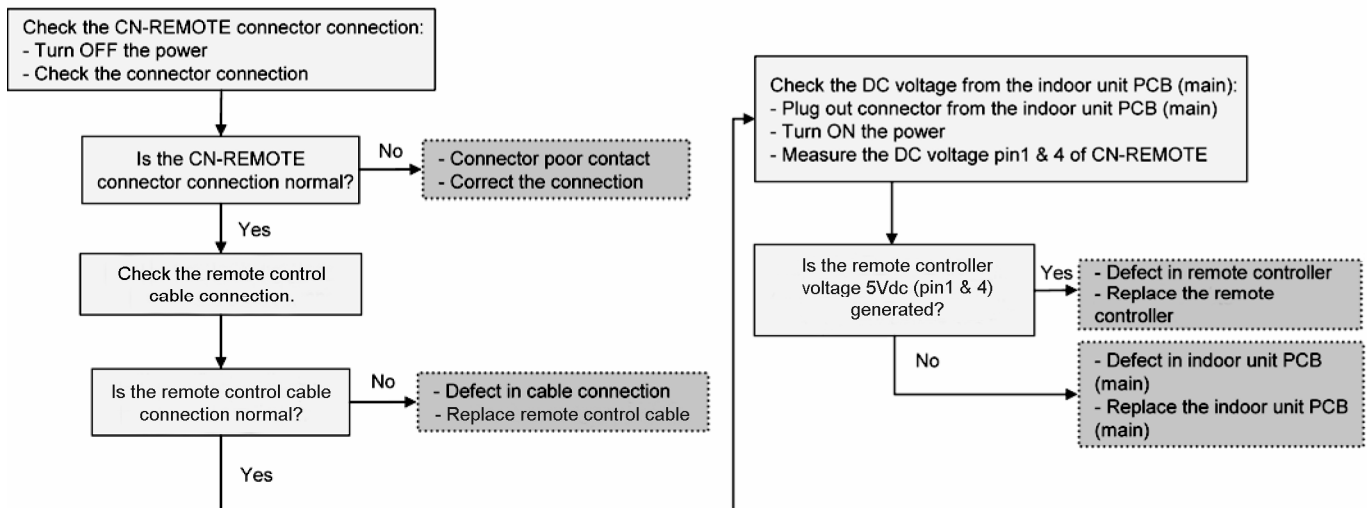 Check the CN-REMOTE connector connection:
- Turn OFF the power
- Check the connector connection
Is the CN-REMOTE
connector connection normal?
No
- Connector poor contact
- Correct the connection
Yes
Check the remote control
cable connection.
Is the remote control cable
connection normal?
No
- Defect in cable connection
- Replace remote control cable
Yes
Check the DC voltage from the indoor unit PCB (main):
- Plug out connector from the indoor unit PCB (main)
- Turn ON the power
- Measure the DC voltage pin1 & 4 of CN-REMOTE
Is the remote controller
voltage 5Vdc (pin1 & 4)
generated?
Yes
- Defect in remote controller
- Replace the remote
controller
No
- Defect in indoor unit PCB
(main)
- Replace the indoor unit PCB
(main)